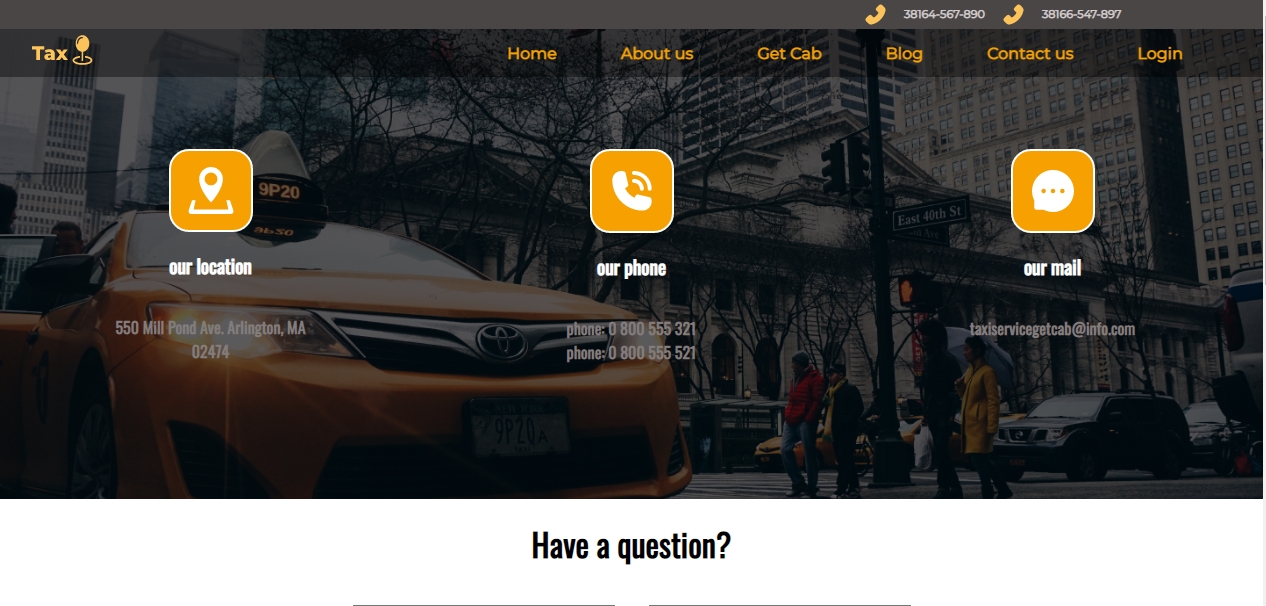 38164-567-890 38166-547-897
Tax
Home About us Get Cab Blog Contact us Login
9P20
East 40th St
our location our phone our mail
550 Mill Pond Ave. Arlington, MA
02474
phone: 0 800 555 321
phone: 0 800 555 521
taxiservicegetcab@info.com
NEW YORK
9P20A
Have a question?